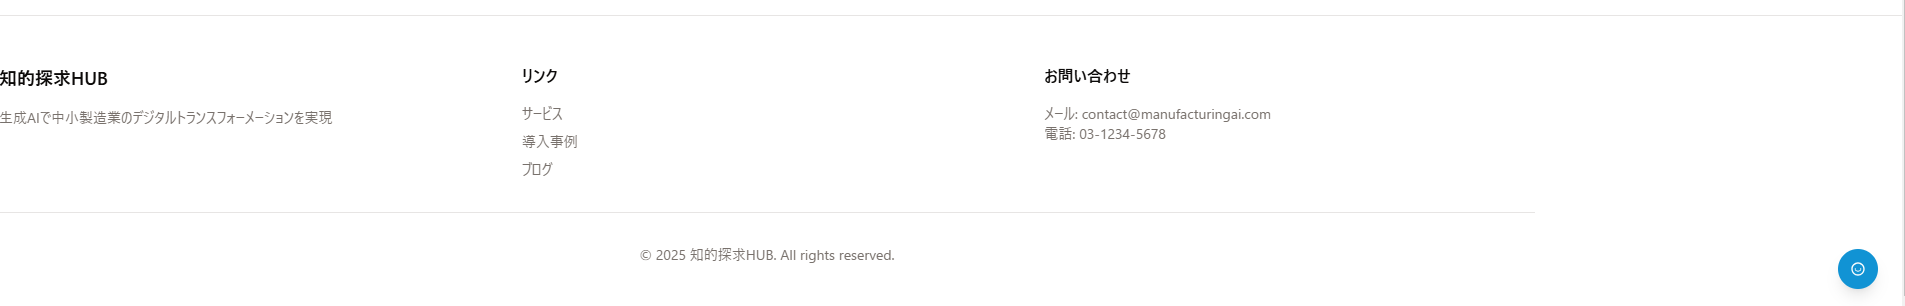 知的探求HUB
生成AIで中小製造業のデジタルトランスフォーメーションを実現
リンク
サービス
導入事例
ブログ
お問い合わせ
メール: contact@manufacturingai.com
電話: 03-1234-5678
© 2025 知的探求HUB. All rights reserved.